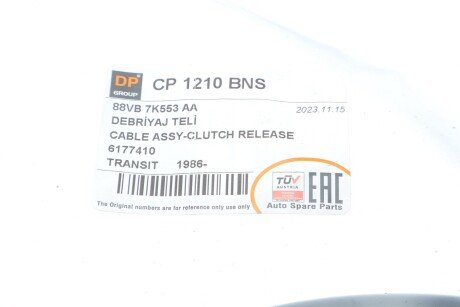 DP GROUP CP 1210 BNS
88VB 7K553 AA 2023.11.15
DEBRİYAJ TELİ
CABLE ASSY-CLUTCH RELEASE
6177410
TRANSIT 1986-
TÜV
AUSTRIA
EAC
The Original numbers are for reference only use only
Auto Spare Parts